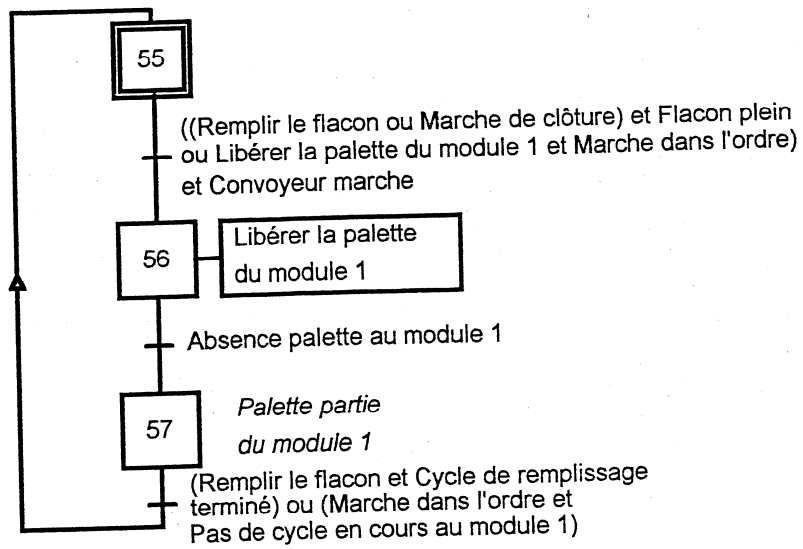 55
((Remplir le flacon ou Marche de clôture) et Flacon plein
ou Libérer la palette du module 1 et Marche dans l'ordre)
et Convoyeur marche
56
Libérer la palette
du module 1
Absence palette au module 1
57
Palette partie
du module 1
(Remplir le flacon et Cycle de remplissage
terminé) ou (Marche dans l'ordre et
Pas de cycle en cours au module 1)